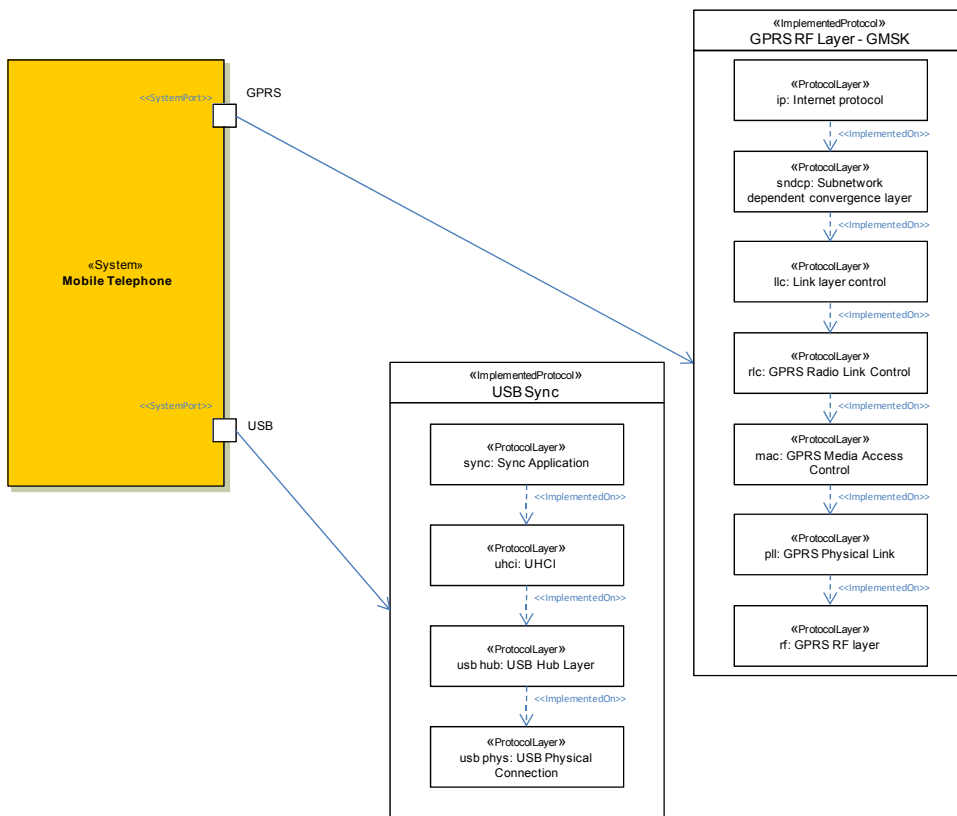 <<SystemPort>>
GPRS
«System»
Mobile Telephone
<<SystemPort>>
USB
«ImplementedProtocol»
USB Sync
«ProtocolLayer»
sync: Sync Application
<<ImplementedOn>>
«ProtocolLayer»
uhci: UHCI
<<ImplementedOn>>
«ProtocolLayer»
usb hub: USB Hub Layer
<<ImplementedOn>>
«ProtocolLayer»
usb phys: USB Physical
Connection
«ImplementedProtocol»
GPRS RF Layer - GMSK
«ProtocolLayer»
ip: Internet protocol
<<ImplementedOn>>
«ProtocolLayer»
sndcp: Subnetwork
dependent convergence layer
<<ImplementedOn>>
«ProtocolLayer»
llc: Link layer control
<<ImplementedOn>>
«ProtocolLayer»
rlc: GPRS Radio Link Control
<<ImplementedOn>>
«ProtocolLayer»
mac: GPRS Media Access
Control
<<ImplementedOn>>
«ProtocolLayer»
pll: GPRS Physical Link
<<ImplementedOn>>
«ProtocolLayer»
rf: GPRS RF layer